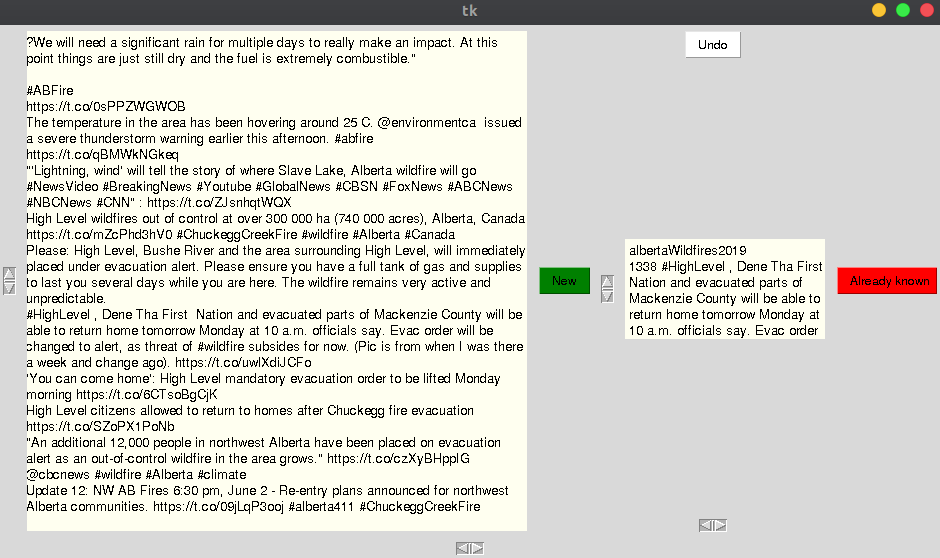 tk
?We will need a significant rain for multiple days to really make an impact. At this
point things are just still dry and the fuel is extremely combustible."
#ABFire
https://t.co/0sPPZWGWOB
The temperature in the area has been hovering around 25 C. @environmentca  issued
a severe thunderstorm warning earlier this afternoon. #abfire
https://t.co/qBMWkNGkeq
"'Lightning, wind' will tell the story of where Slave Lake, Alberta wildfire will go
#NewsVideo #BreakingNews #Youtube #GlobalNews #CBSN #FoxNews #ABCNews
#NBCNews #CNN" : https://t.co/ZJsnhqtWQX
High Level wildfires out of control at over 300 000 ha (740 000 acres), Alberta, Canada
https://t.co/mZcPhd3hV0 #ChuckeggCreekFire #wildfire #Alberta #Canada
Please: High Level, Bushe River and the area surrounding High Level, will immediately
placed under evacuation alert. Please ensure you have a full tank of gas and supplies
to last you several days while you are here. The wildfire remains very active and
unpredictable.
#HighLevel , Dene Tha First  Nation and evacuated parts of Mackenzie County will be
able to return home tomorrow Monday at 10 a.m. officials say. Evac order will be
changed to alert, as threat of #wildfire subsides for now. (Pic is from when I was there
a week and change ago). https://t.co/uwlXdiJCFo
'You can come home': High Level mandatory evacuation order to be lifted Monday
morning https://t.co/6CTsoBgCjK
High Level citizens allowed to return to homes after Chuckegg fire evacuation
https://t.co/SZoPX1PoNb
"An additional 12,000 people in northwest Alberta have been placed on evacuation
alert as an out-of-control wildfire in the area grows." https://t.co/czXyBHpplG
@cbcnews #wildfire #Alberta #climate
Update 12: NW AB Fires 6:30 pm, June 2 - Re-entry plans announced for northwest
Alberta communities. https://t.co/09jLqP3ooj #alberta411 #ChuckeggCreekFire
New
Undo
albertaWildfires2019
1338 #HighLevel , Dene Tha First
Nation and evacuated parts of
Mackenzie County will be able to
return home tomorrow Monday at
10 a.m. officials say. Evac order
Already known